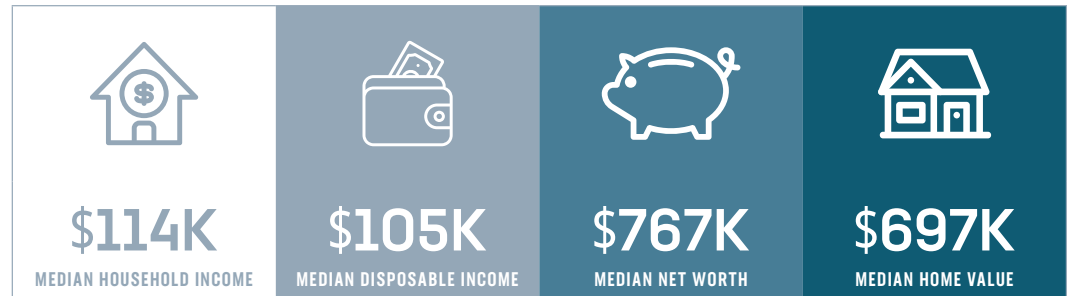 $
$114K
MEDIAN HOUSEHOLD INCOME
$105K
MEDIAN DISPOSABLE INCOME
$767K
MEDIAN NET WORTH
$697K
MEDIAN HOME VALUE